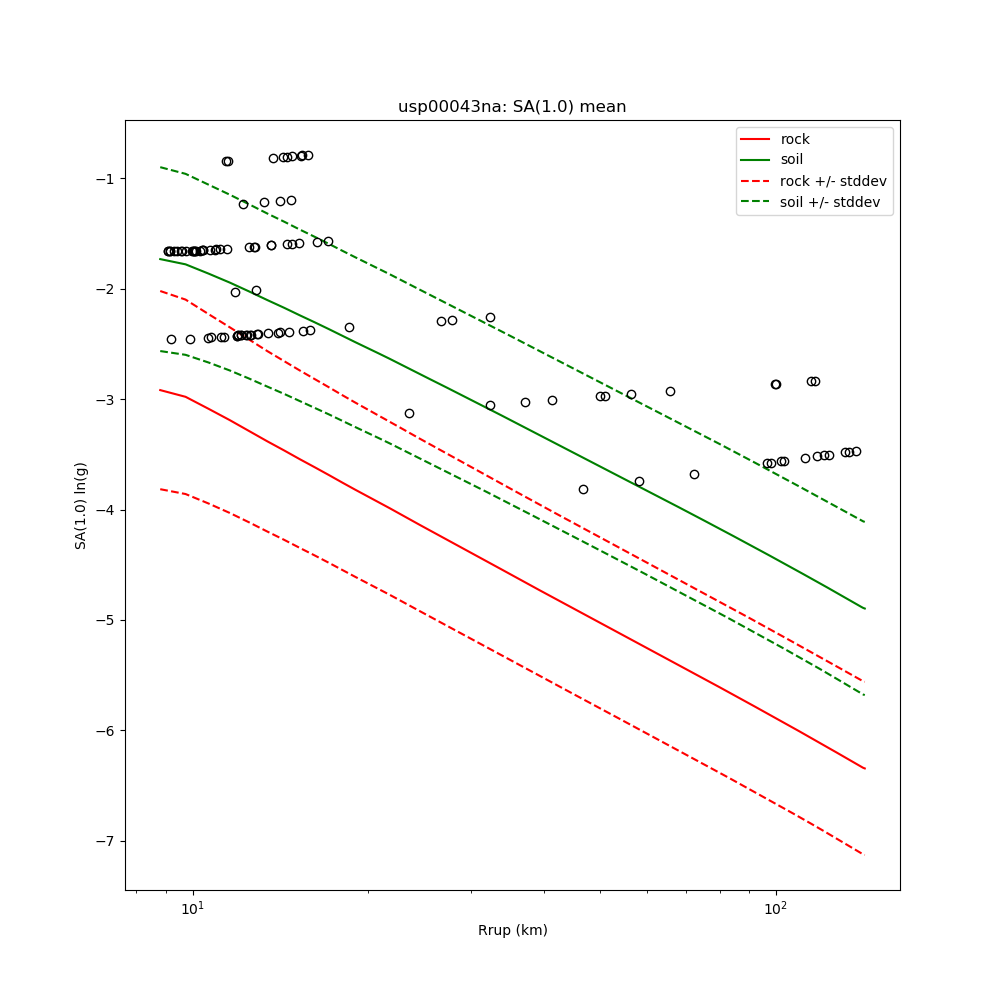 usp00043na: SA(1.0) mean
rock
soil
rock +/- stddev
soil +/- stddev
SA(1.0) ln(g)
−1
−2
−3
−4
−5
−6
−7
10¹
10²
Rrup (km)